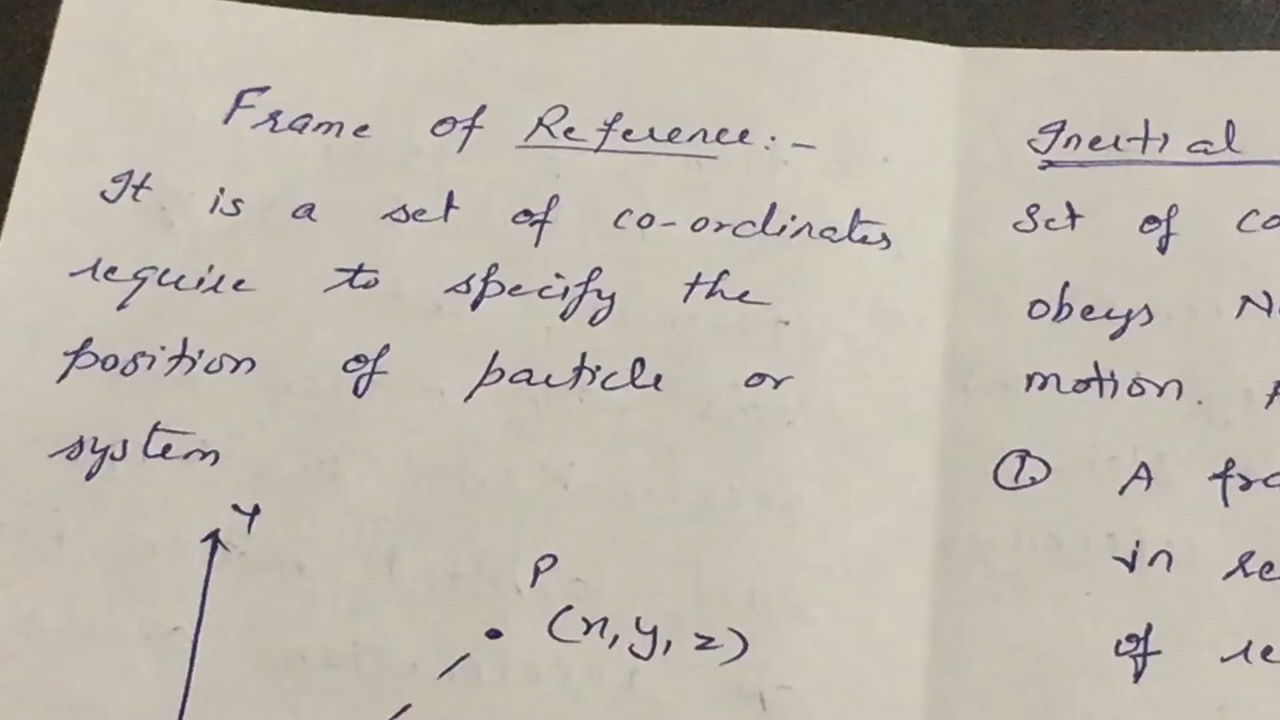 Frame of Reference:-
It is a set of co-ordinates
require to specify the
position of particle or
system
Y
P
(x, y, z)
Inertial
Set of
obeys
motion.
① A
in
of